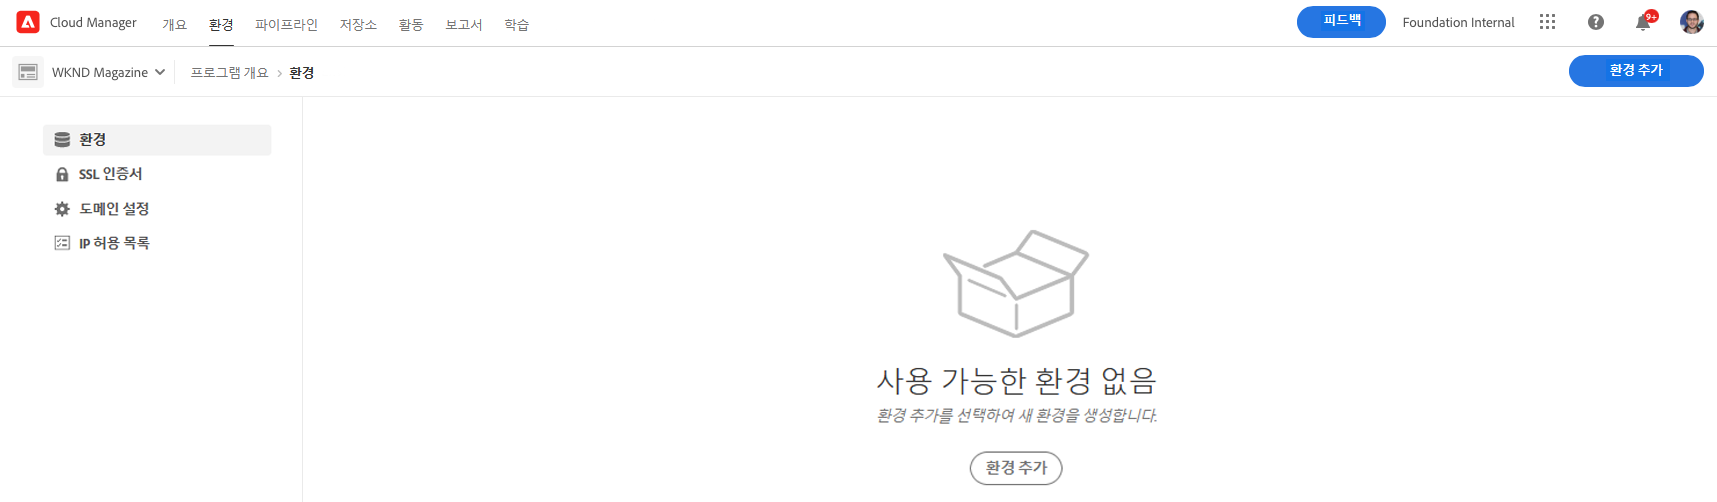 Cloud Manager 개요 환경 파이프라인 저장소 활동 보고서 학습 피드백 Foundation Internal 9+
WKND Magazine 프로그램 개요 > 환경 환경 추가
환경
SSL 인증서
도메인 설정
IP 허용 목록
사용 가능한 환경 없음
환경 추가를 선택하여 새 환경을 생성합니다.
환경 추가